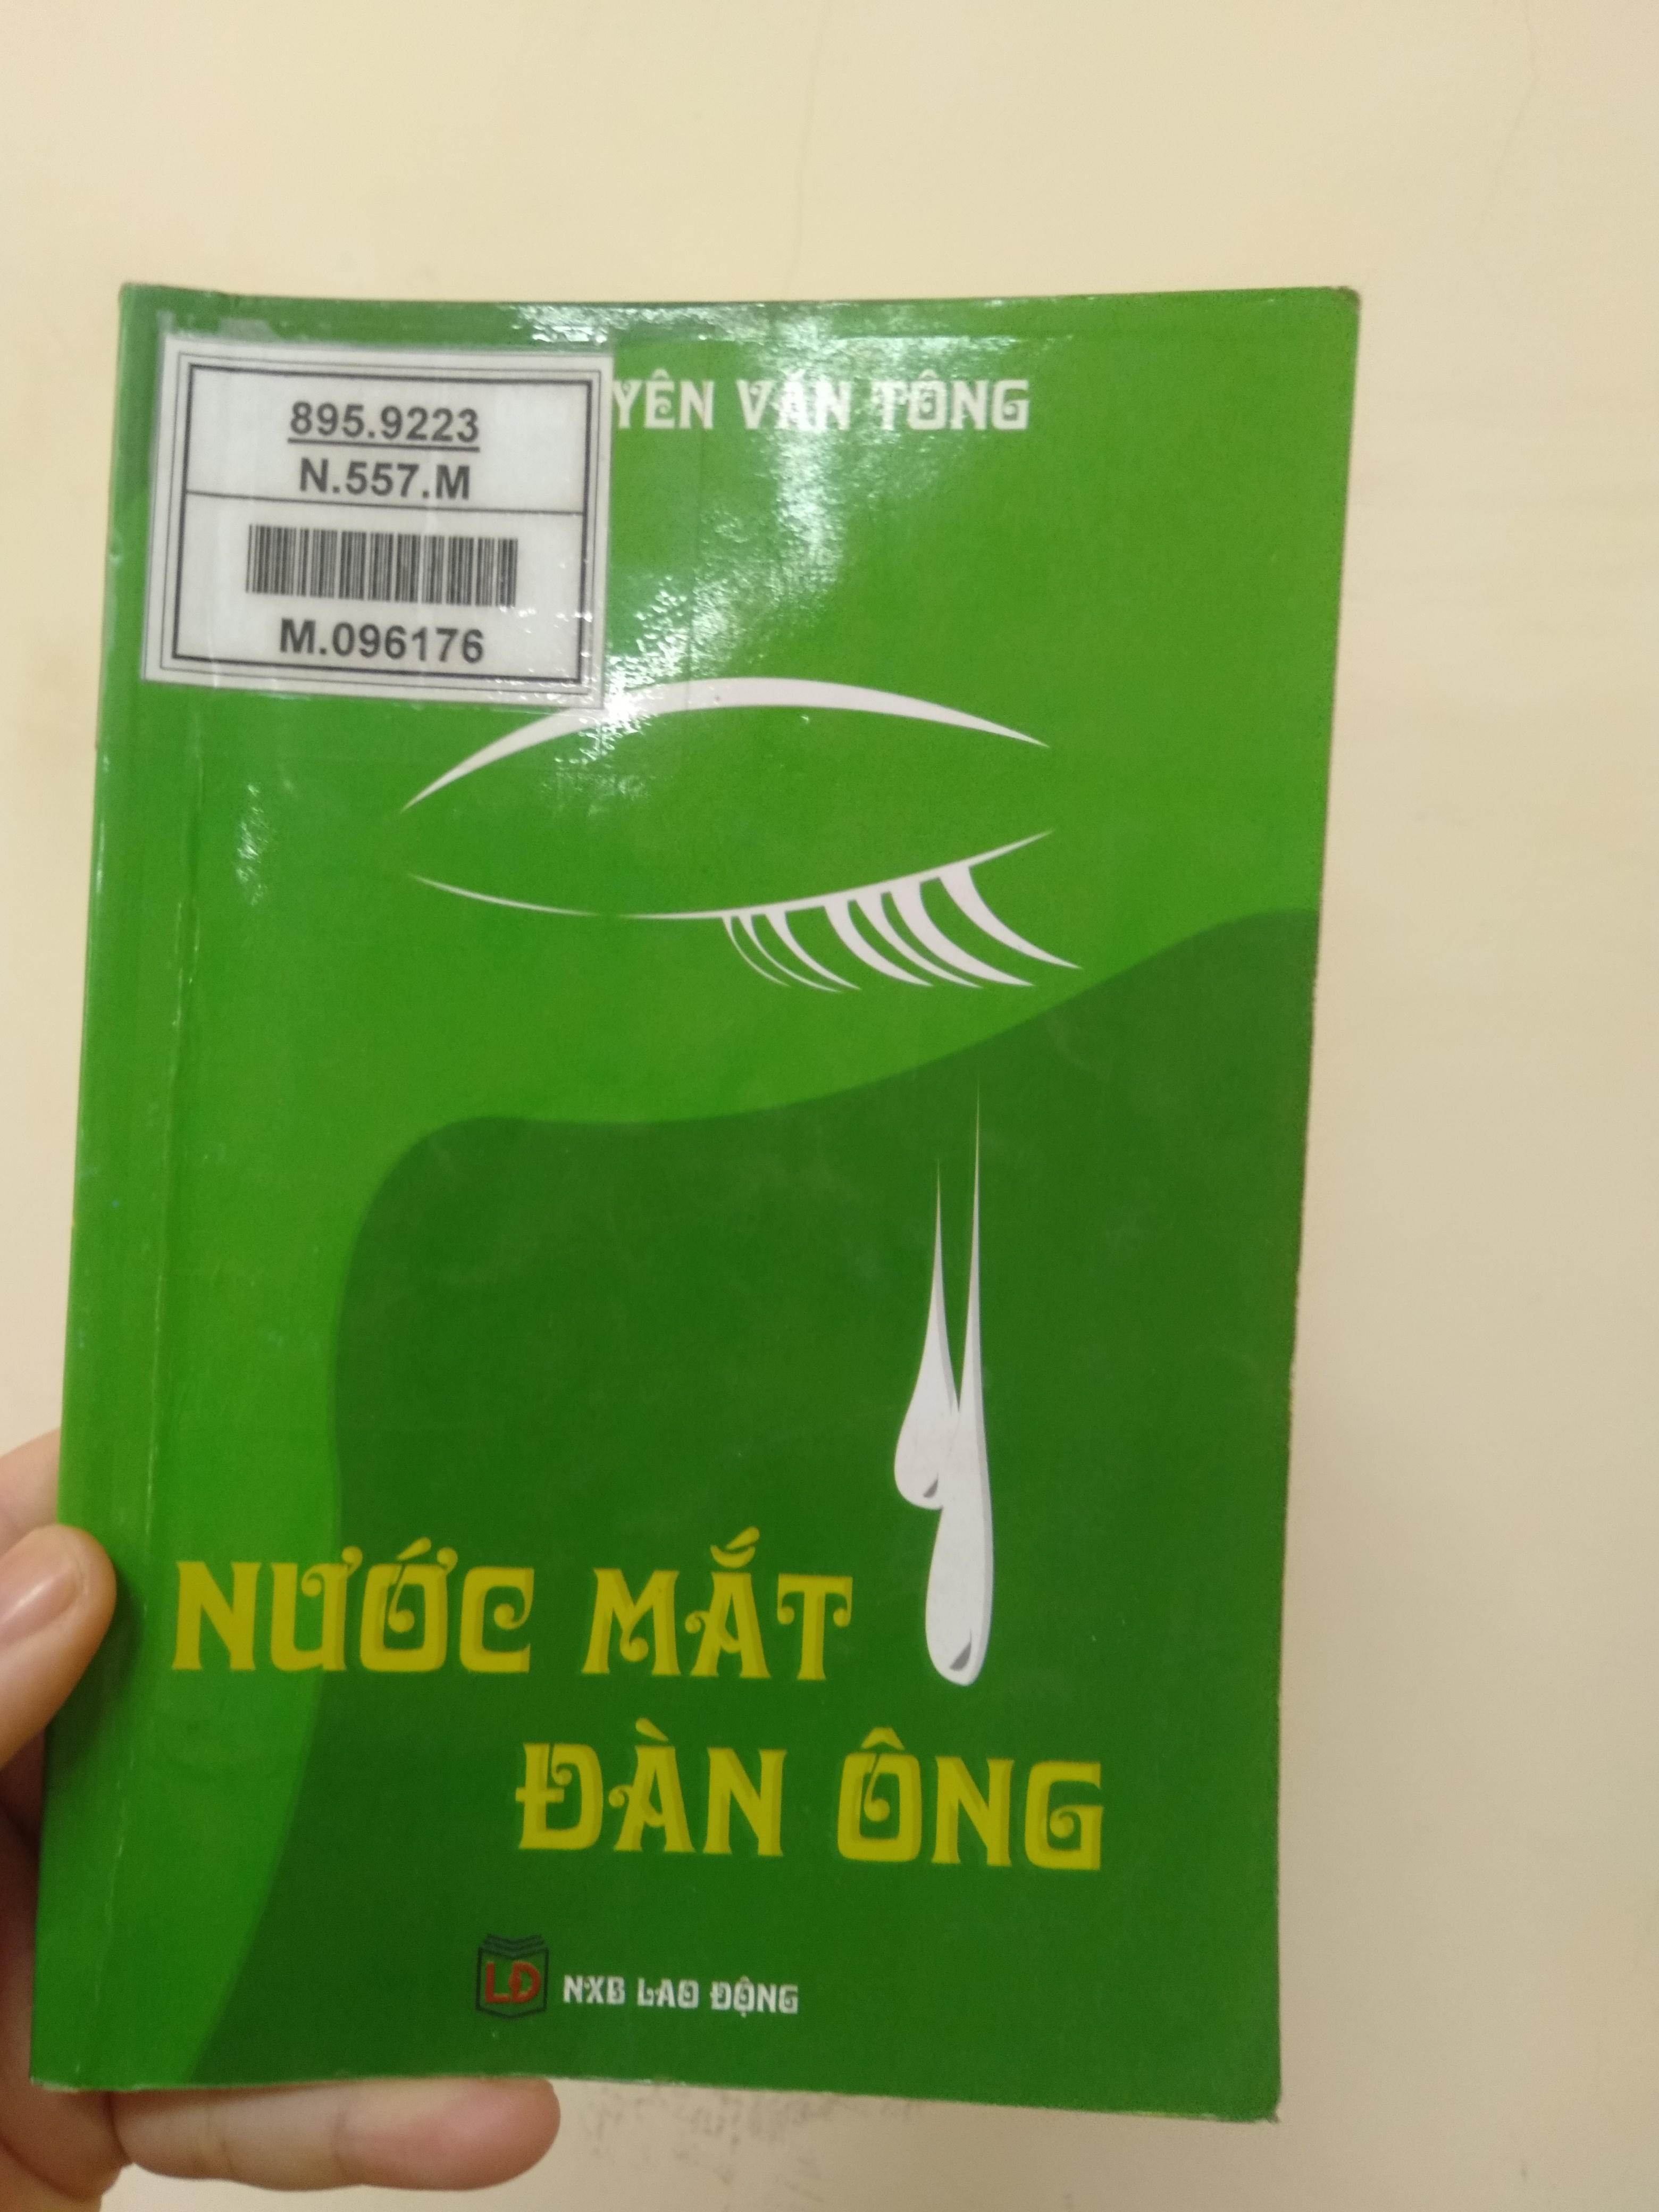 895.9223
N.557.M
M.096176
YÊN VĂN TÔNG
NƯỚC MẮT
ĐÀN ÔNG
LĐ NXB LAO ĐỘNG